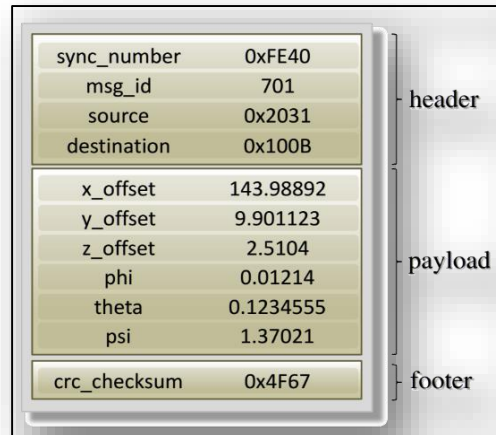 sync_number 0xFE40
msg_id 701
source 0x2031
destination 0x100B
header
x_offset 143.98892
y_offset 9.901123
z_offset 2.5104
phi 0.01214
theta 0.1234555
psi 1.37021
payload
crc_checksum 0x4F67
footer